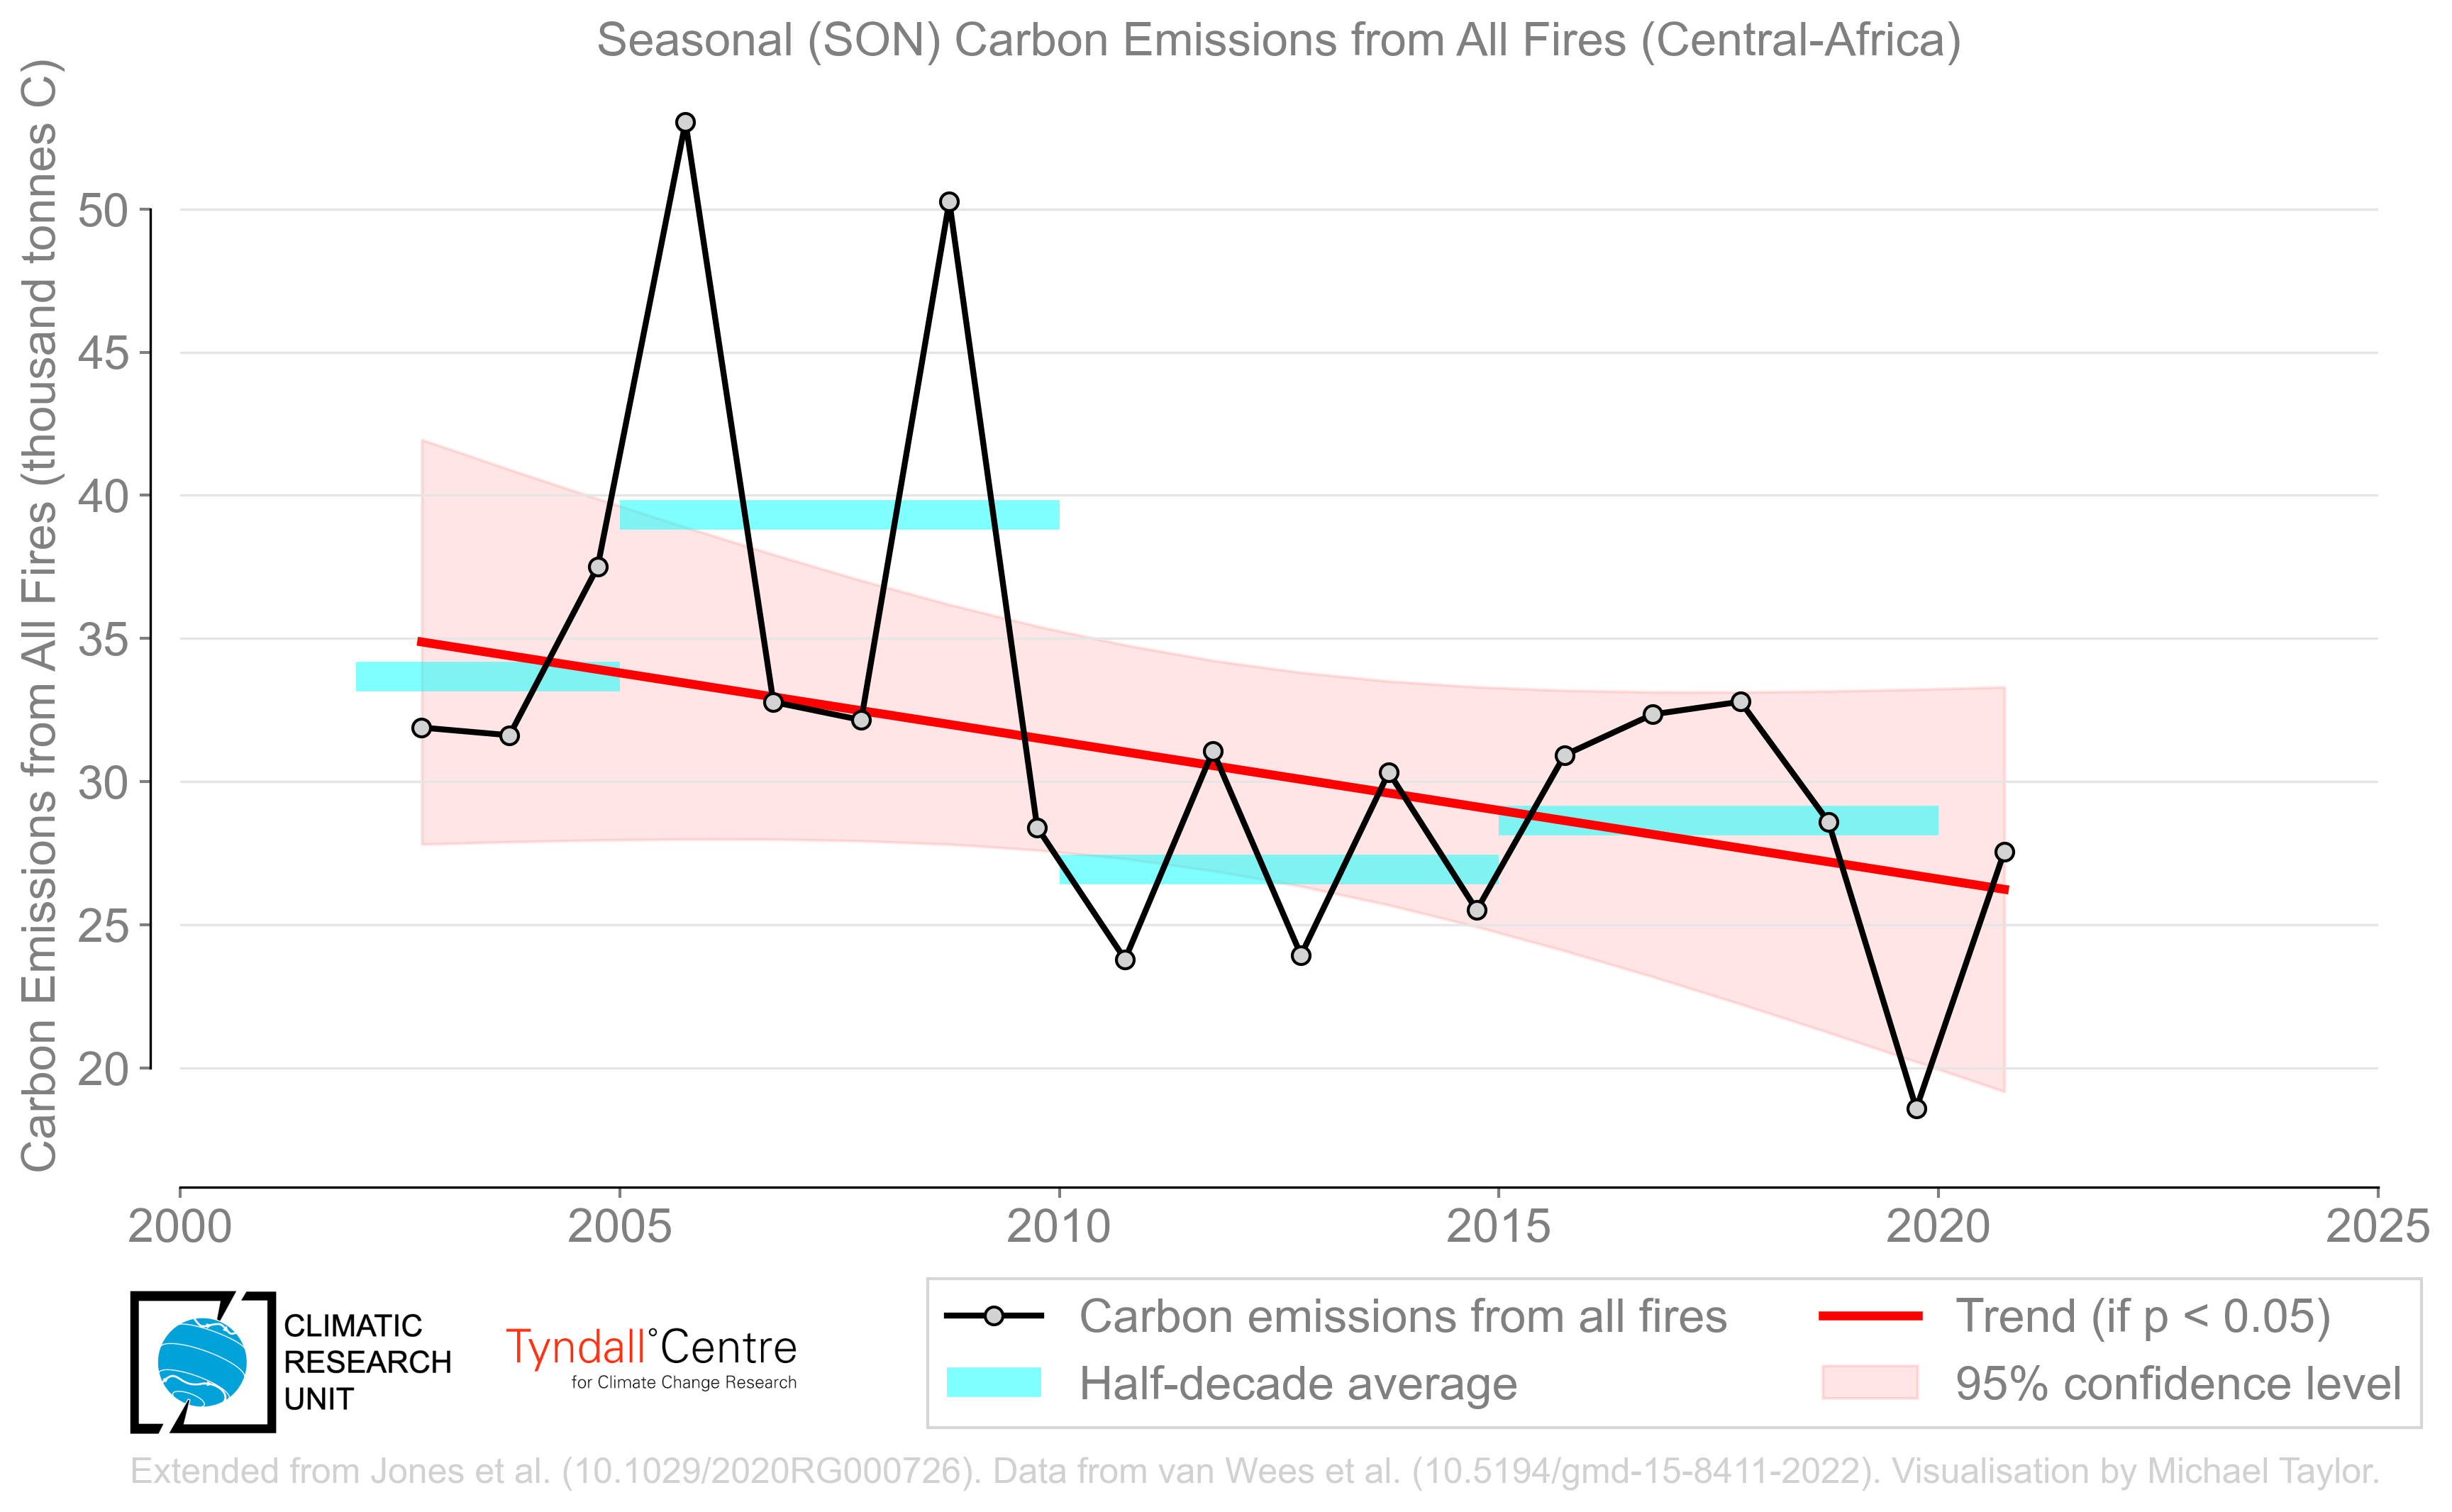 Seasonal (SON) Carbon Emissions from All Fires (Central-Africa)
Carbon Emissions from All Fires (thousand tonnes C)
50
45
40
35
30
25
20
2000 2005 2010 2015 2020 2025
CLIMATIC
RESEARCH
UNIT
Tyndall°Centre
for Climate Change Research
Carbon emissions from all fires
Half-decade average
Trend (if p < 0.05)
95% confidence level
Extended from Jones et al. (10.1029/2020RG000726). Data from van Wees et al. (10.5194/gmd-15-8411-2022). Visualisation by Michael Taylor.